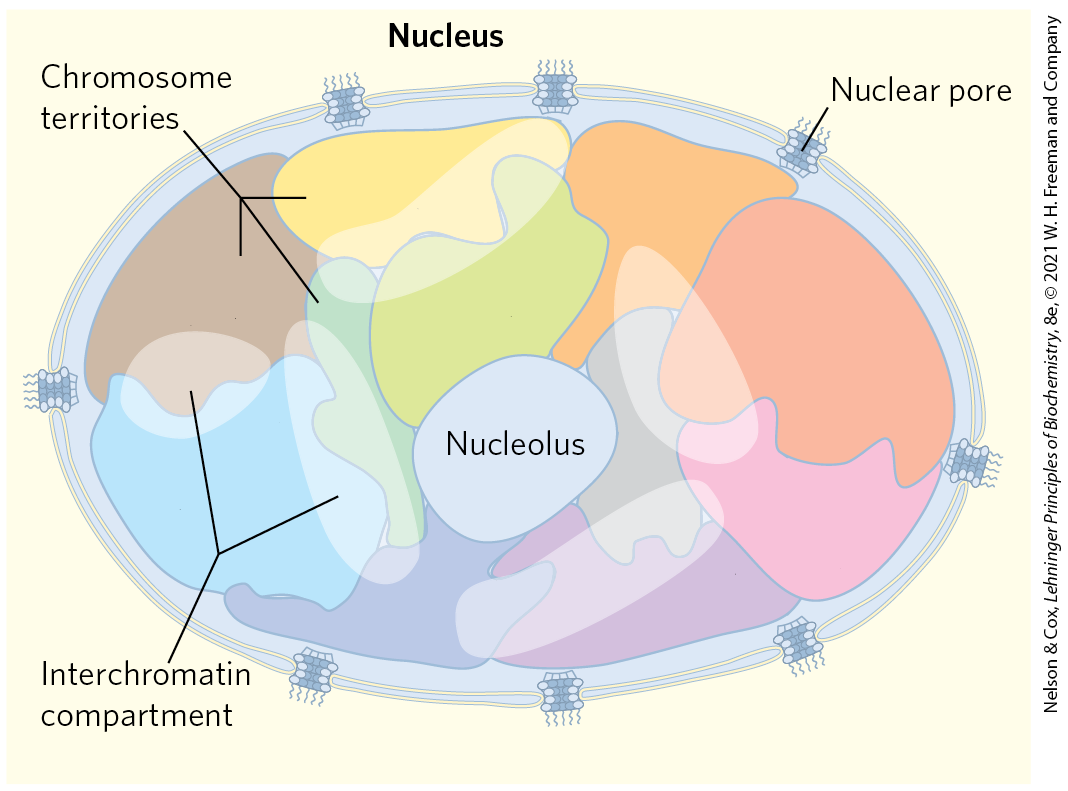 Nucleus
Chromosome
territories
Nuclear pore
Nucleolus
Interchromatin
compartment
Nelson & Cox, Lehninger Principles of Biochemistry, 8e, © 2021 W. H. Freeman and Company